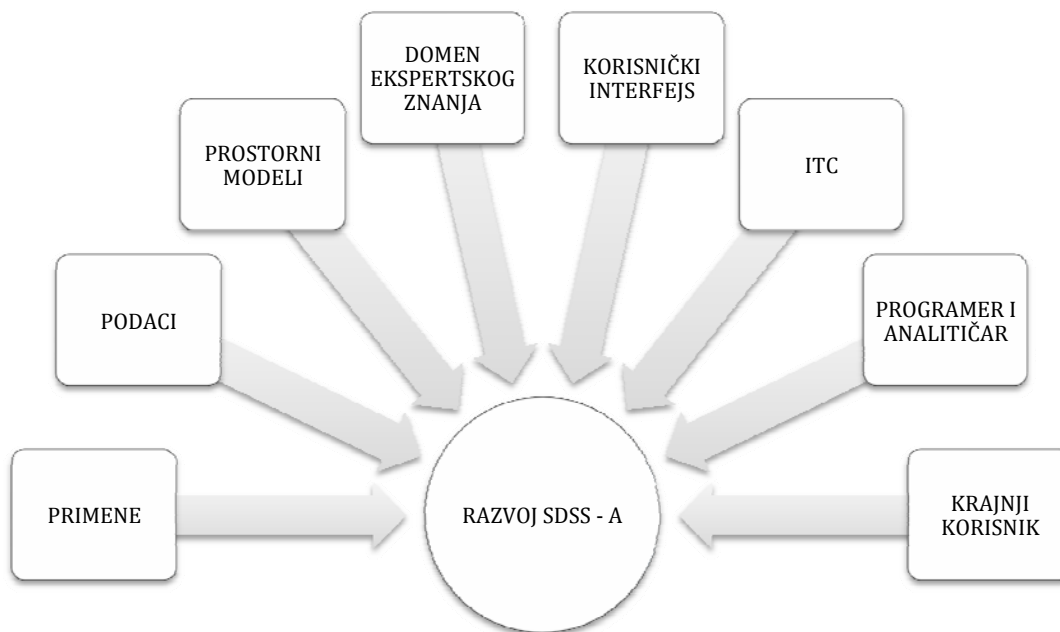 DOMEN
EKSPERTSKOG
ZNANJA
KORISNIČKI
INTERFEJS
PROSTORNI
MODELI
ITC
PODACI
PROGRAMER I
ANALITIČAR
PRIMENE
RAZVOJ SDSS - A
KRAJNJI
KORISNIK